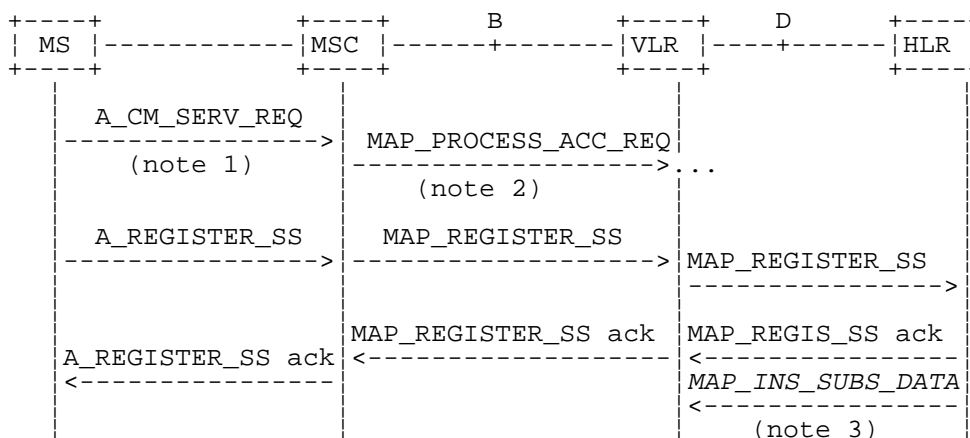 B D
MS MSC VLR HLR
A_CM_SERV_REQ
MAP_PROCESS_ACC_REQ
(note 1)
...
(note 2)
A_REGISTER_SS MAP_REGISTER_SS
MAP_REGISTER_SS
MAP_REGISTER_SS ack MAP_REGIS_SS ack
A_REGISTER_SS ack
MAP_INS_SUBS_DATA
(note 3)